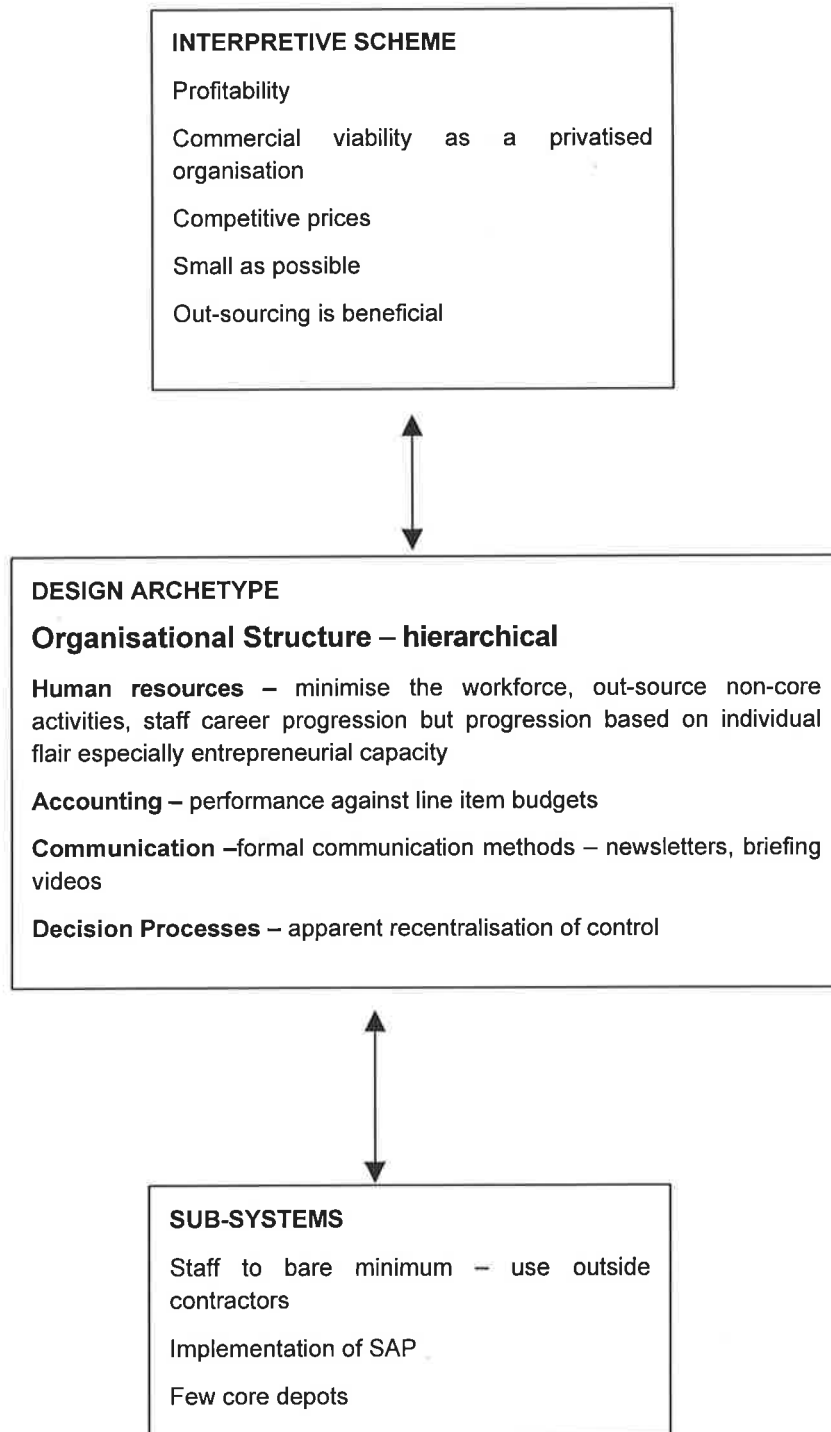 INTERPRETIVE SCHEME
Profitability
Commercial viability as a privatised
organisation
Competitive prices
Small as possible
Out-sourcing is beneficial
DESIGN ARCHETYPE
Organisational Structure – hierarchical
Human resources – minimise the workforce, out-source non-core
activities, staff career progression but progression based on individual
flair especially entrepreneurial capacity
Accounting – performance against line item budgets
Communication –formal communication methods – newsletters, briefing
videos
Decision Processes – apparent recentralisation of control
SUB-SYSTEMS
Staff to bare minimum – use outside
contractors
Implementation of SAP
Few core depots